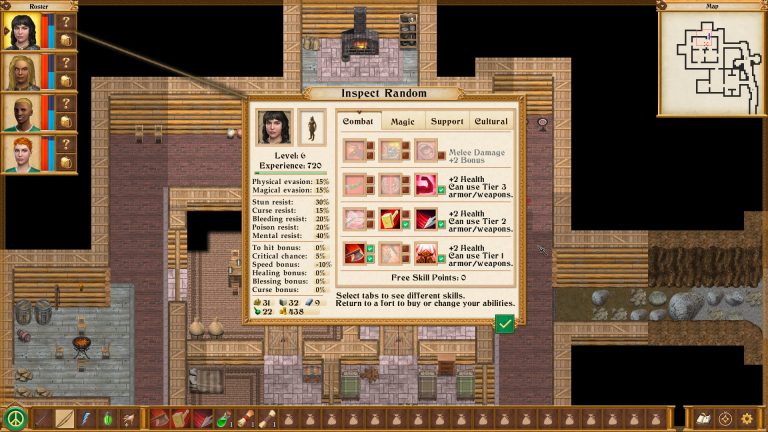 Roster
Map
?
?
?
?
Inspect Random
Combat
Magic
Support
Cultural
Level: 6
Experience: 720
Physical evasion: 15%
Magical evasion: 15%
Stun resist: 30%
Curse resist: 15%
Bleeding resist: 20%
Poison resist: 20%
Mental resist: 40%
To hit bonus: 0%
Critical chance: 5%
Speed bonus: -10%
Healing bonus: 0%
Blessing bonus: 0%
Curse bonus: 0%
31 32 9
22 438
Melee Damage
+2 Bonus
+2 Health
Can use Tier 3
armor/weapons.
+2 Health
Can use Tier 2
armor/weapons.
+2 Health
Can use Tier 1
armor/weapons.
Free Skill Points: 0
Select tabs to see different skills.
Return to a fort to buy or change your abilities.
1 1 1